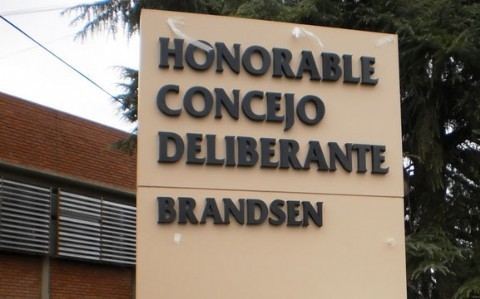 HONORABLE
CONCEJO
DELIBERANTE
BRANDSEN